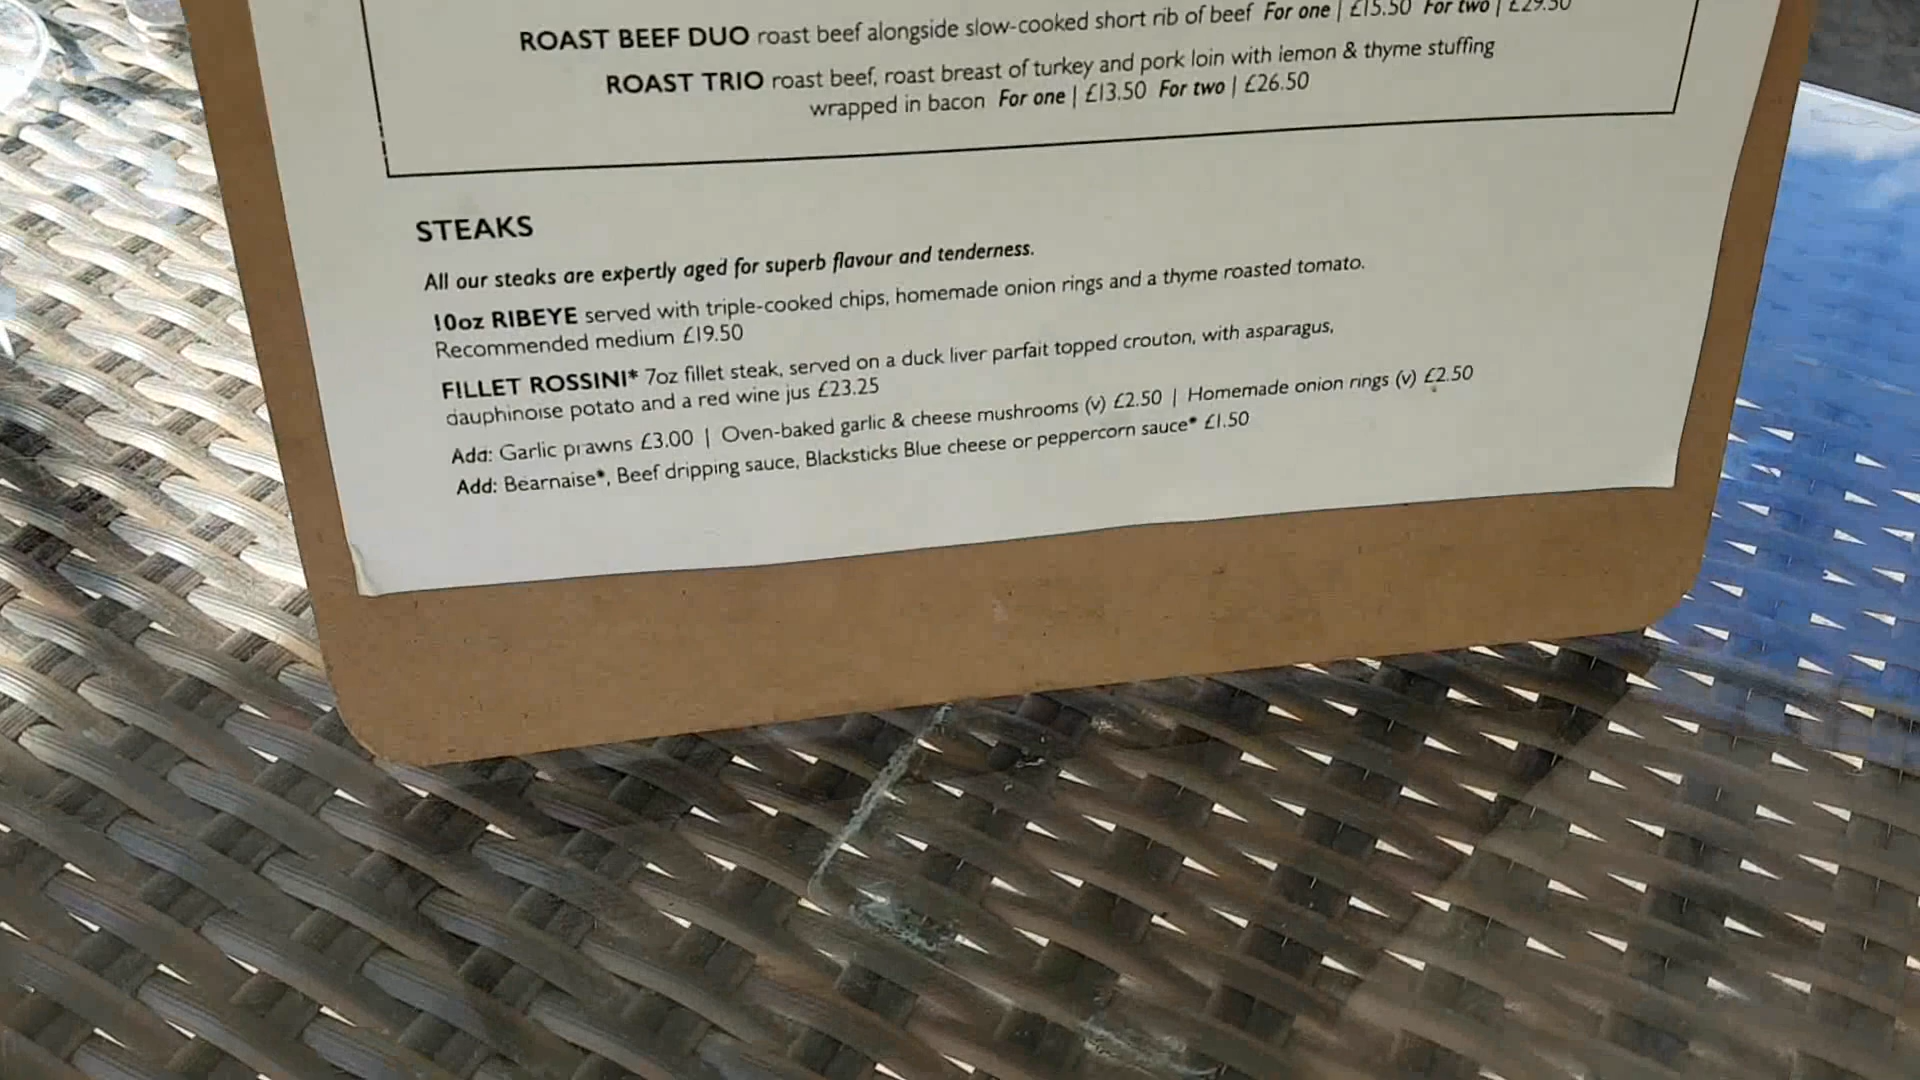 ROAST BEEF DUO roast beef alongside slow-cooked short rib of beef For one | £15.50 For two | £29.50
ROAST TRIO roast beef, roast breast of turkey and pork loin with lemon & thyme stuffing
wrapped in bacon For one | £13.50 For two | £26.50
STEAKS
All our steaks are expertly aged for superb flavour and tenderness.
10oz RIBEYE served with triple-cooked chips, homemade onion rings and a thyme roasted tomato.
Recommended medium £19.50
FILLET ROSSINI* 7oz fillet steak, served on a duck liver parfait topped crouton, with asparagus,
dauphinoise potato and a red wine jus £23.25
Add: Garlic prawns £3.00 | Oven-baked garlic & cheese mushrooms (v) £2.50 | Homemade onion rings (v) £2.50
Add: Bearnaise*, Beef dripping sauce, Blacksticks Blue cheese or peppercorn sauce* £1.50